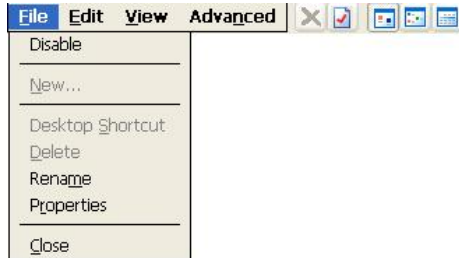 File Edit View Advanced
Disable
New...
Desktop Shortcut
Delete
Rename
Properties
Close